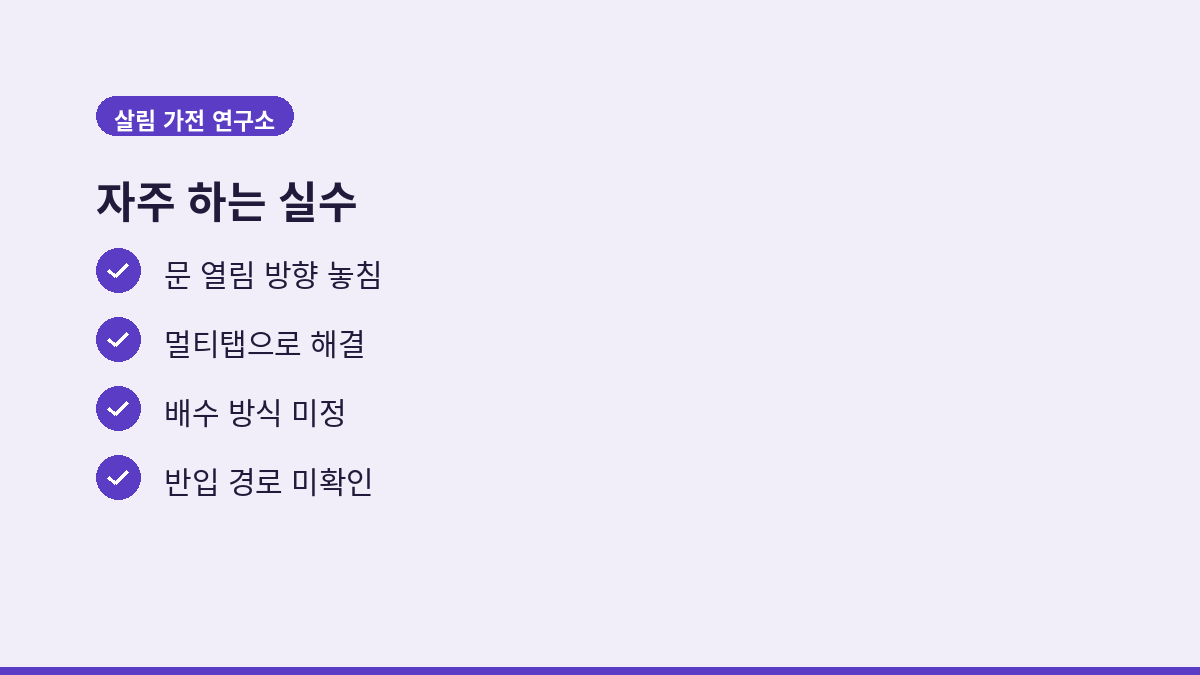 살림 가전 연구소
자주 하는 실수
문 열림 방향 놓침
멀티탭으로 해결
배수 방식 미정
반입 경로 미확인